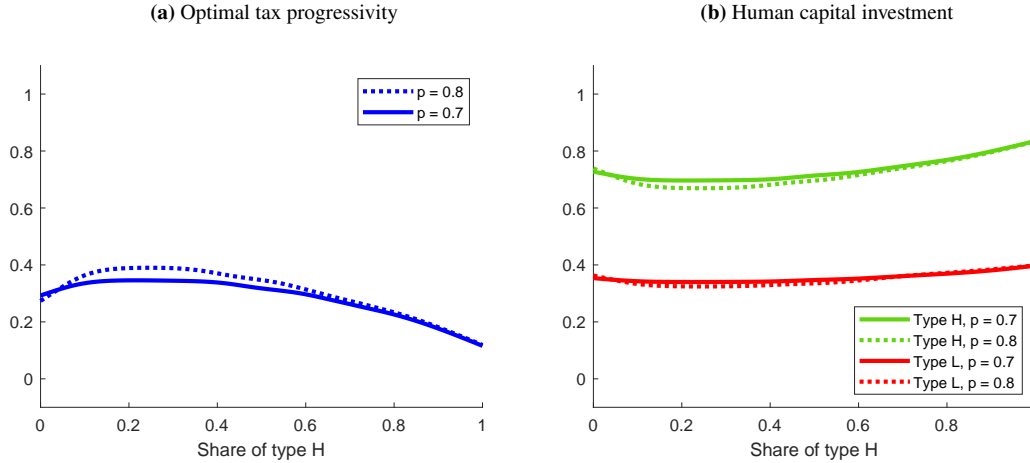 (a) Optimal tax progressivity
p = 0.8
p = 0.7
1
0.8
0.6
0.4
0.2
0
0 0.2 0.4 0.6 0.8 1
Share of type H
(b) Human capital investment
1
0.8
0.6
0.4
0.2
0
Type H, p = 0.7
Type H, p = 0.8
Type L, p = 0.7
Type L, p = 0.8
0 0.2 0.4 0.6 0.8
Share of type H